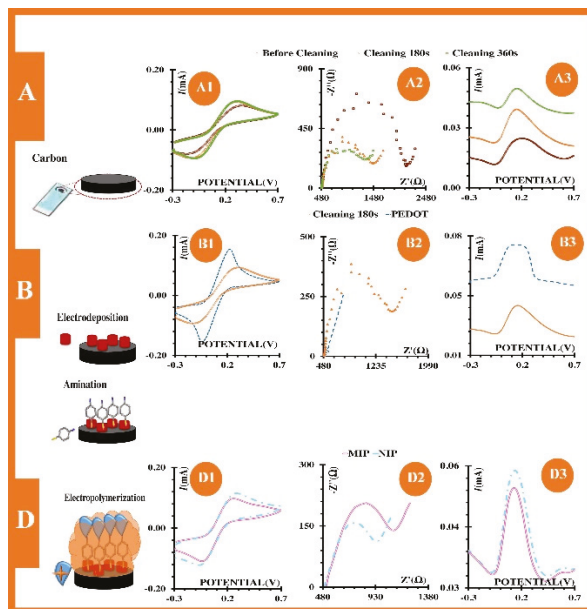 Before Cleaning Cleaning 180s Cleaning 360s
A
Carbon
A1
I(mA)
0.20
0.00
-0.20
-0.3 0.2 0.7
POTENTIAL(V)
A2
-Z''(Ω)
900
450
0
480 1480 2480
Z'(Ω)
A3
I(mA)
0.06
0.03
0.00
-0.3 0.2 0.7
POTENTIAL(V)
Cleaning 180s PEDOT
B
Electrodeposition
B1
I(mA)
0.20
0.00
-0.20
-0.3 0.2 0.7
POTENTIAL(V)
B2
-Z''(Ω)
500
250
0
480 1235 1990
Z'(Ω)
B3
I(mA)
0.08
0.05
0.01
-0.3 0.2 0.7
POTENTIAL(V)
Amination
MIP NIP
D
Electropolymerization
D1
I(mA)
0.20
0.00
-0.20
-0.3 0.2 0.7
POTENTIAL(V)
D2
-Z''(Ω)
300
150
0
480 930 1380
Z'(Ω)
D3
I(mA)
0.06
0.04
0.03
-0.3 0.2 0.7
POTENTIAL(V)